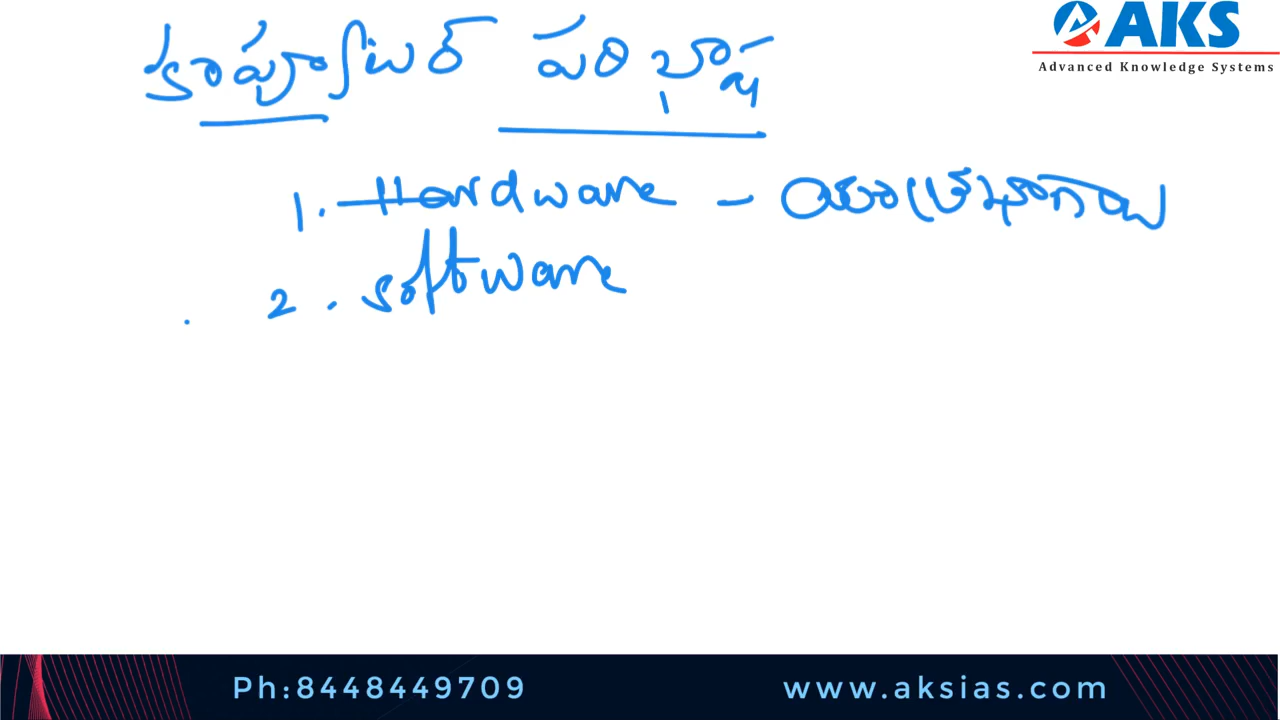 కంప్యూటర్ పరిభాష
AKS
Advanced Knowledge Systems
1. Hardware - యంత్రభాగాలు
2. Software
Ph:8448449709
www.aksias.com